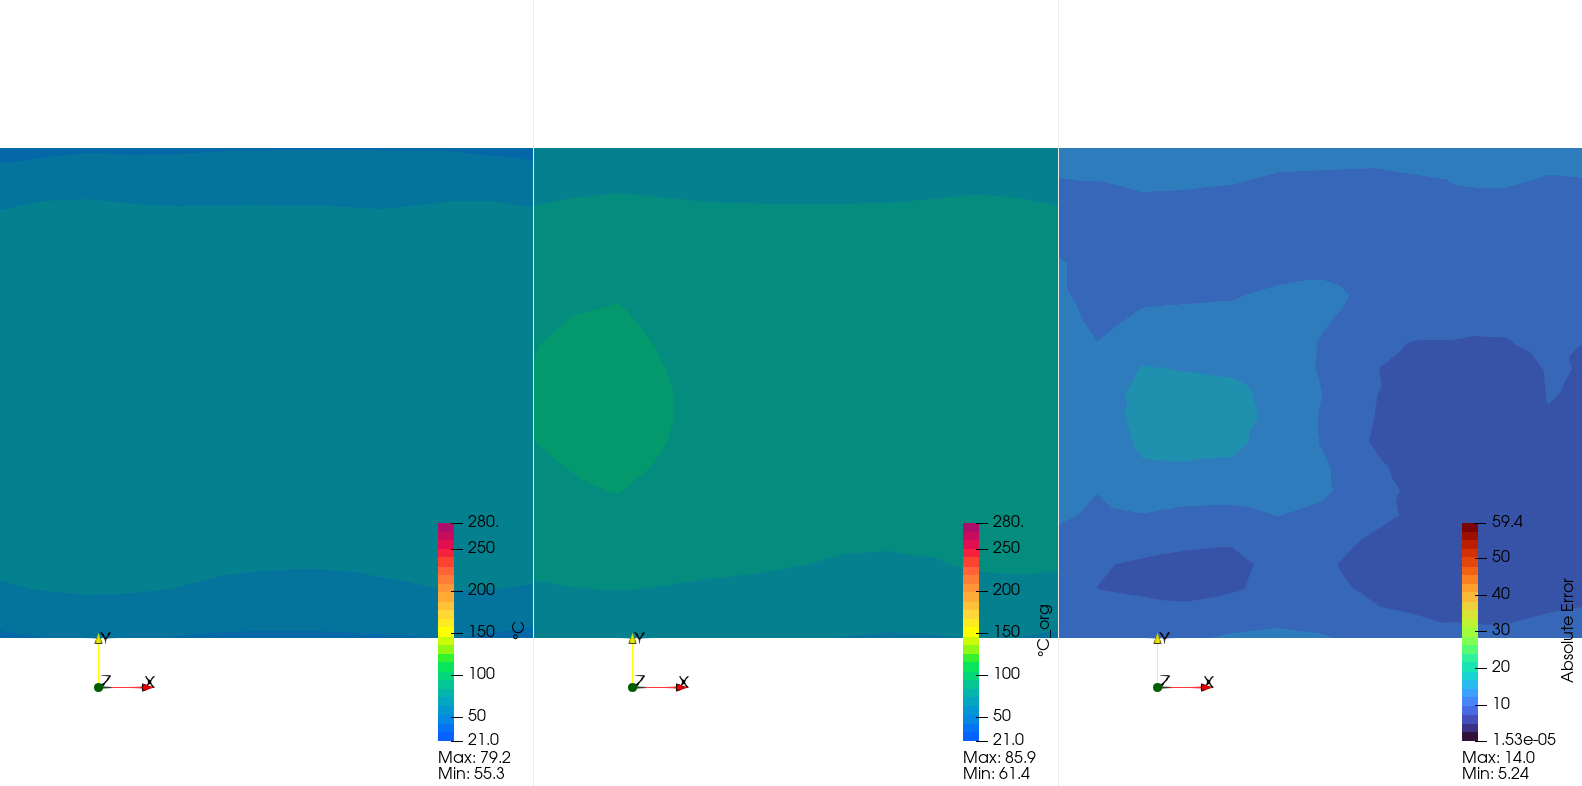 280.
250
200
150
100
50
21.0
°C
Max: 79.2
Min: 55.3
Y
Z
X
280.
250
200
150
100
50
21.0
°C_org
Max: 85.9
Min: 61.4
Y
Z
X
59.4
50
40
30
20
10
1.53e-05
Absolute Error
Max: 14.0
Min: 5.24
Y
Z
X